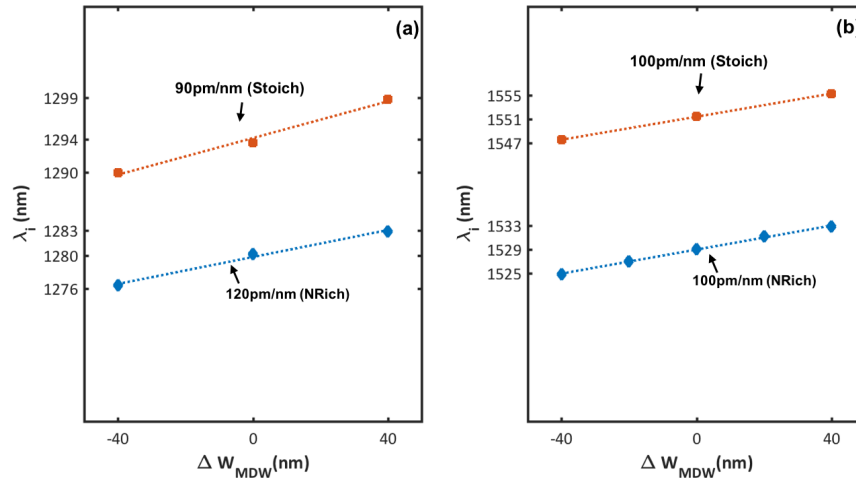 (a)
90pm/nm (Stoich)
1299
1294
1290
1283
1280
1276
120pm/nm (NRich)
λi (nm)
-40
0
40
Δ WMDW(nm)
(b)
100pm/nm (Stoich)
1555
1551
1547
1533
1529
1525
100pm/nm (NRich)
λi (nm)
-40
0
40
Δ WMDW(nm)